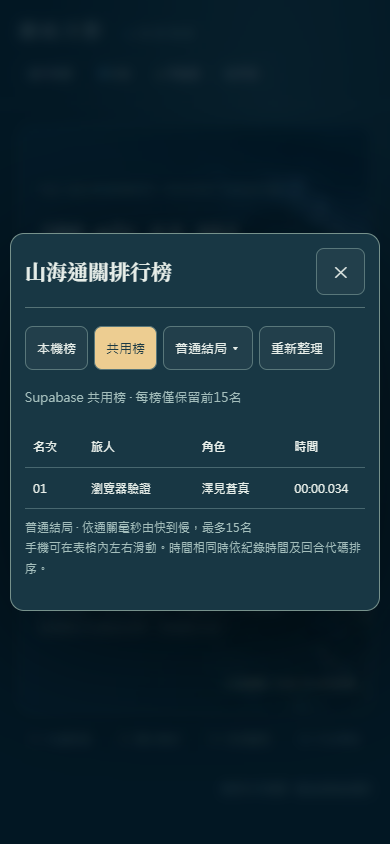 山海通關排行榜
本機榜 共用榜 普通結局 重新整理
Supabase 共用榜 · 每榜僅保留前15名
名次 旅人 角色 時間
01 瀏覽器驗證 澤見蒼真 00:00.034
普通結局 · 依通關毫秒由快到慢，最多15名
手機可在表格內左右滑動。時間相同時依紀錄時間及回合代碼排
序。